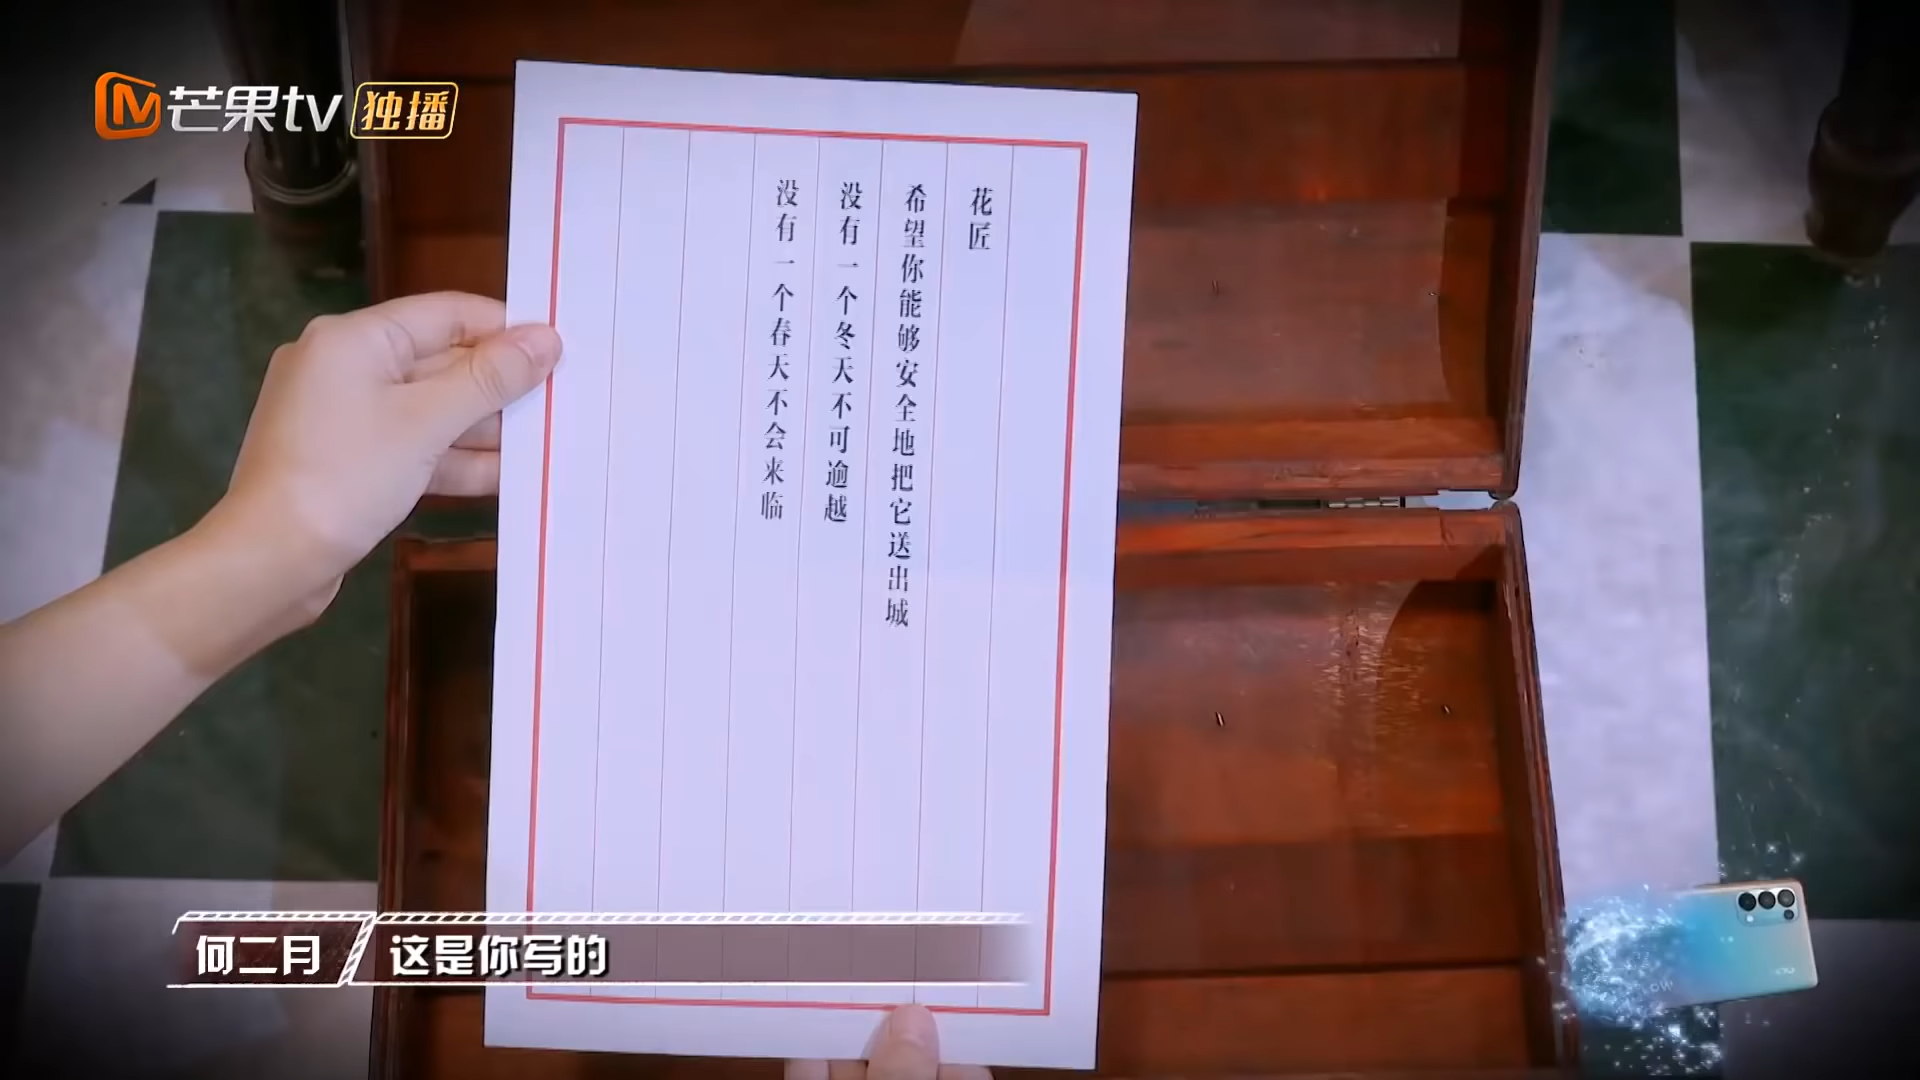 芒果tv 独播
花匠
希望你能够安全地把它送出城
没有一个冬天不可逾越
没有一个春天不会来临
何二月 这是你写的